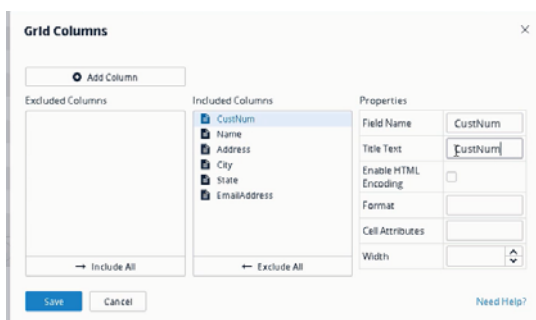 Grid Columns
Add Column
Excluded Columns
Included Columns
Properties
CustNum
Name
Address
City
State
EmailAddress
Field Name CustNum
Title Text CustNum
Enable HTML
Encoding
Format
Cell Attributes
Width
→ Include All
← Exclude All
Save
Cancel
Need Help?